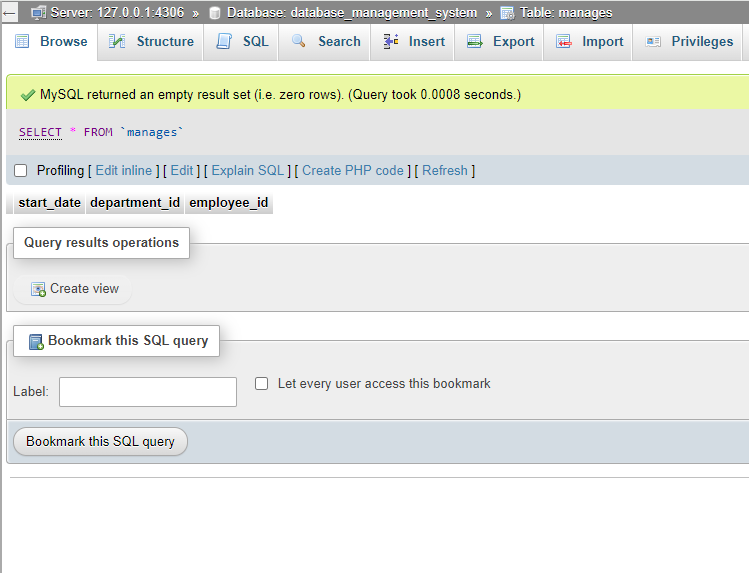 Server: 127.0.0.1:4306 » Database: database_management_system » Table: manages
Browse Structure SQL Search Insert Export Import Privileges
MySQL returned an empty result set (i.e. zero rows). (Query took 0.0008 seconds.)
SELECT * FROM `manages`
Profiling [ Edit inline ] [ Edit ] [ Explain SQL ] [ Create PHP code ] [ Refresh ]
start_date department_id employee_id
Query results operations
Create view
Bookmark this SQL query
Label: Let every user access this bookmark
Bookmark this SQL query